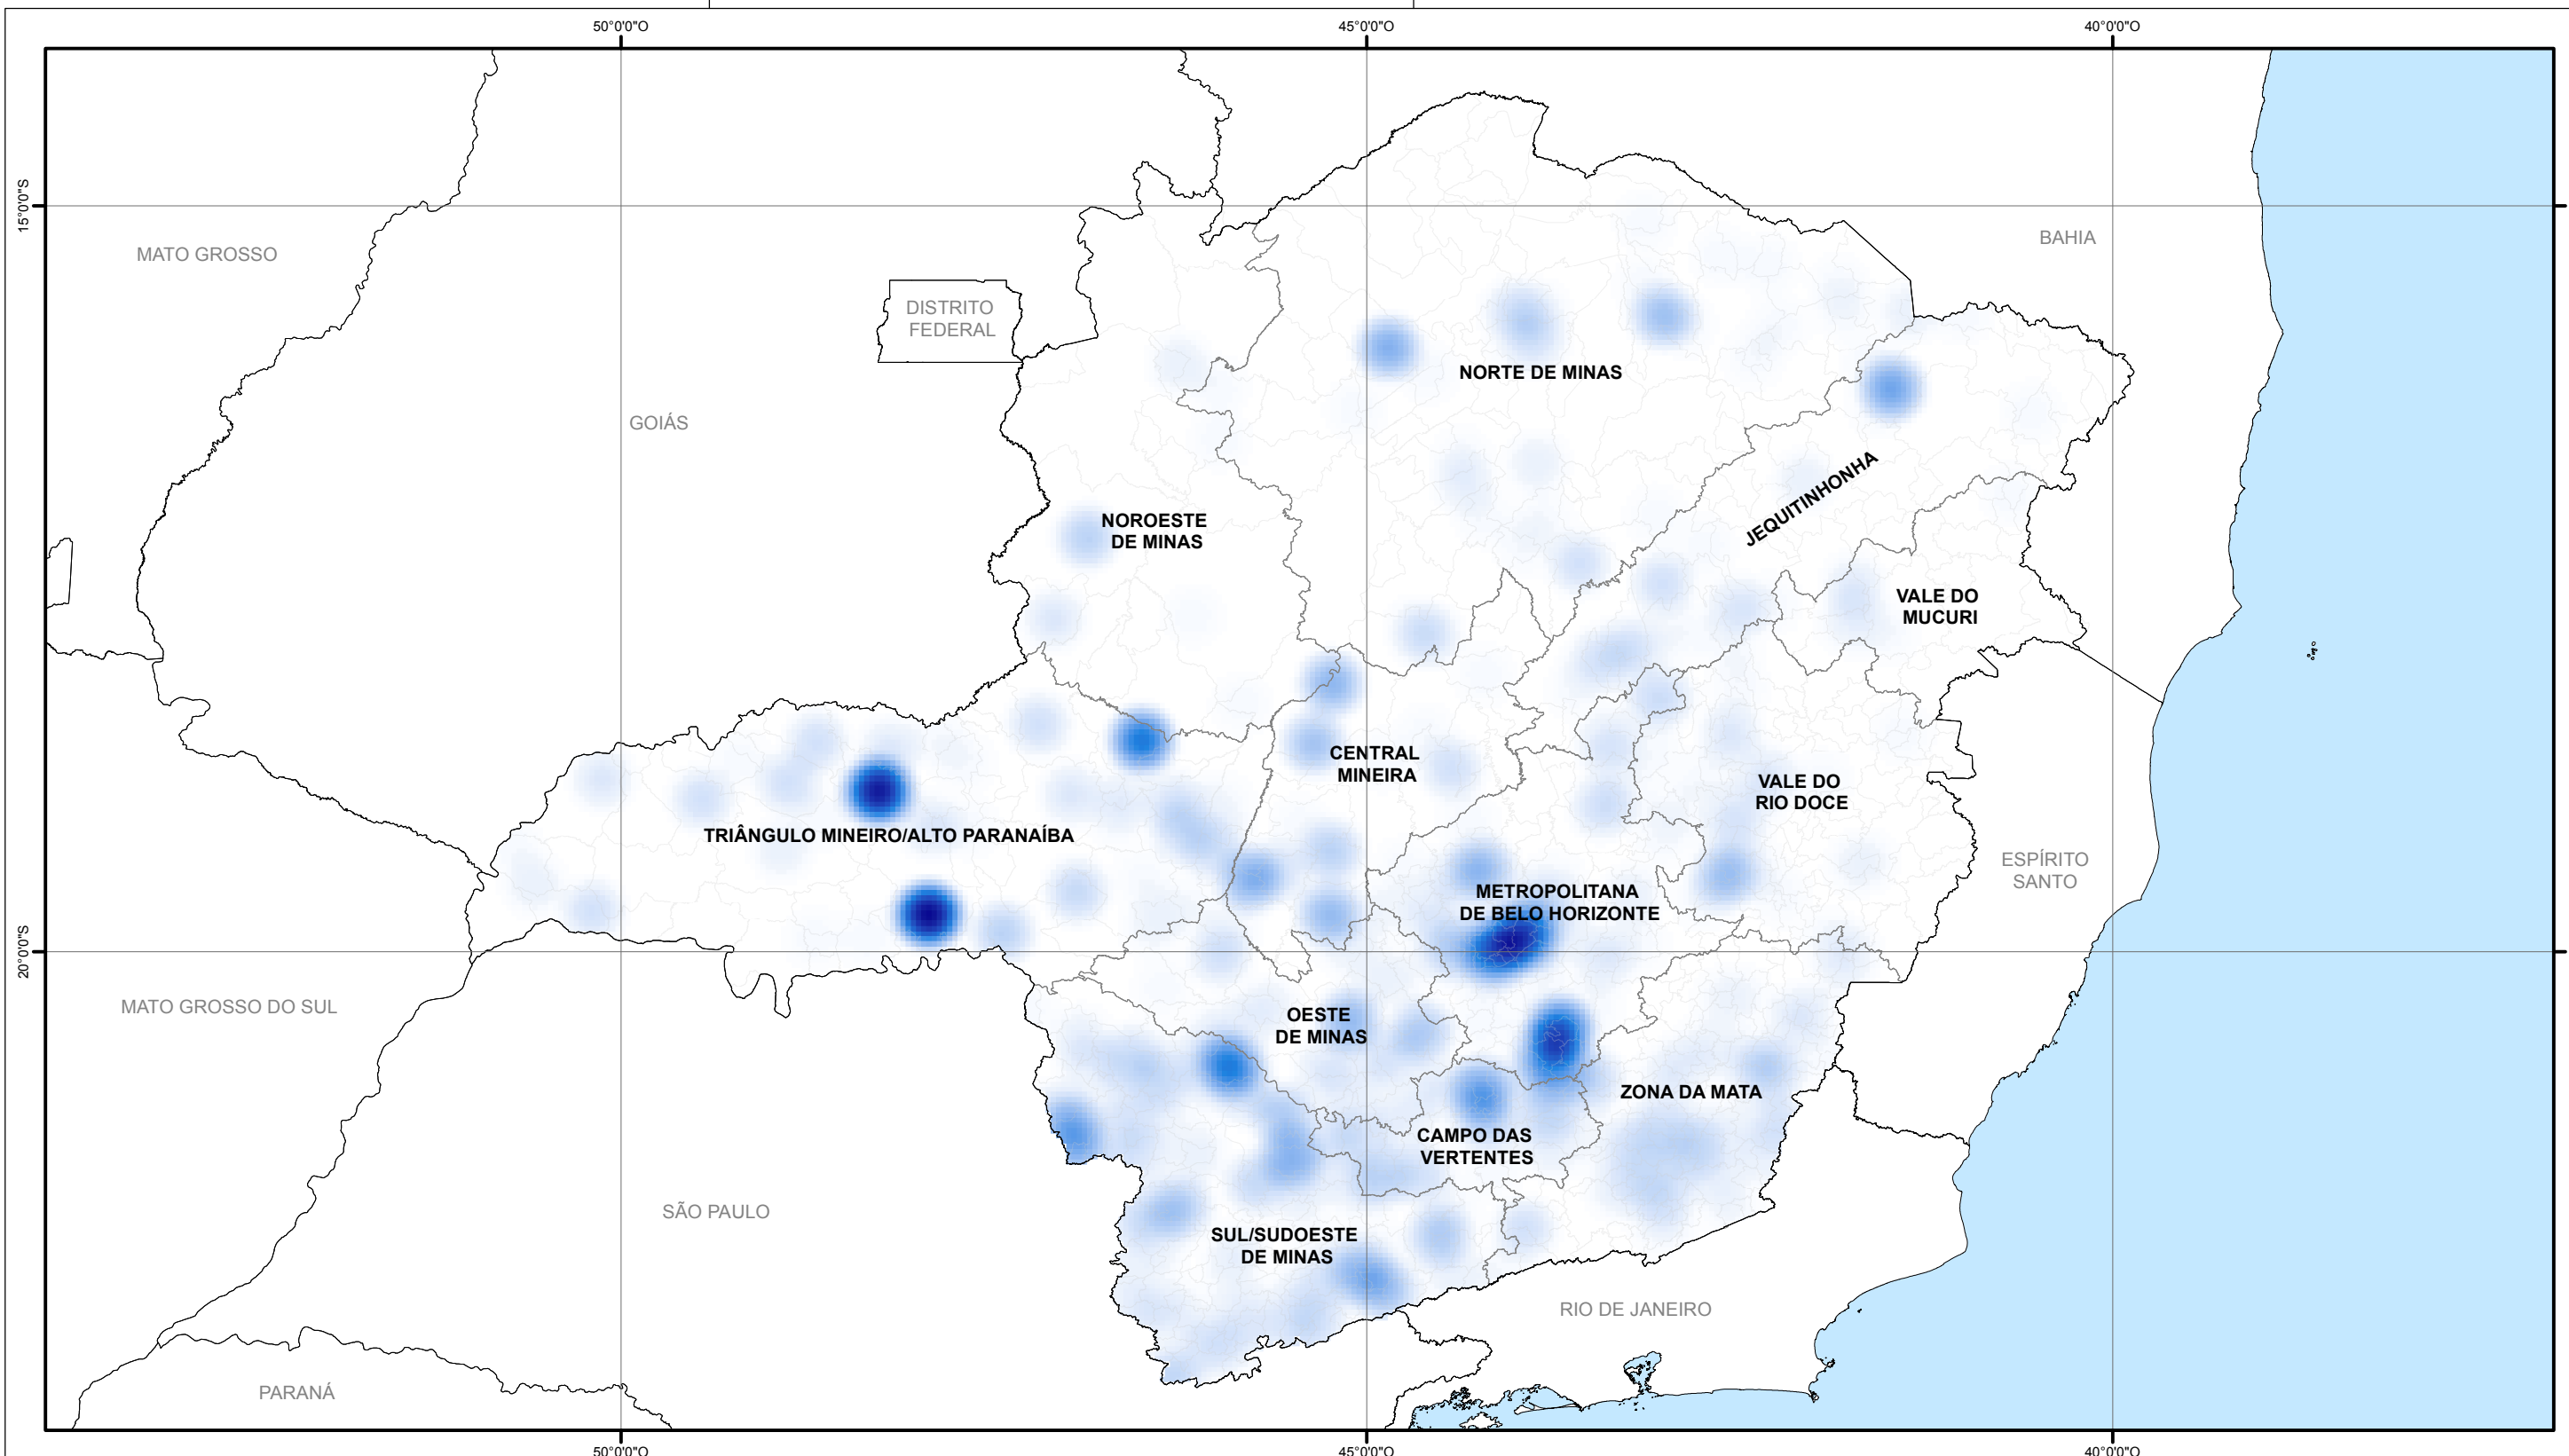 50°0'0"O
45°0'0"O
40°0'0"O
15°0'0"S
MATO GROSSO
BAHIA
DISTRITO
FEDERAL
NORTE DE MINAS
GOIÁS
JEQUITINHONHA
NOROESTE
DE MINAS
VALE DO
MUCURI
CENTRAL
MINEIRA
VALE DO
RIO DOCE
TRIÂNGULO MINEIRO/ALTO PARANAÍBA
ESPÍRITO
SANTO
METROPOLITANA
DE BELO HORIZONTE
20°0'0"S
MATO GROSSO DO SUL
OESTE
DE MINAS
ZONA DA MATA
CAMPO DAS
VERTENTES
SÃO PAULO
SUL/SUDOESTE
DE MINAS
RIO DE JANEIRO
PARANÁ
50°0'0"O
45°0'0"O
40°0'0"O